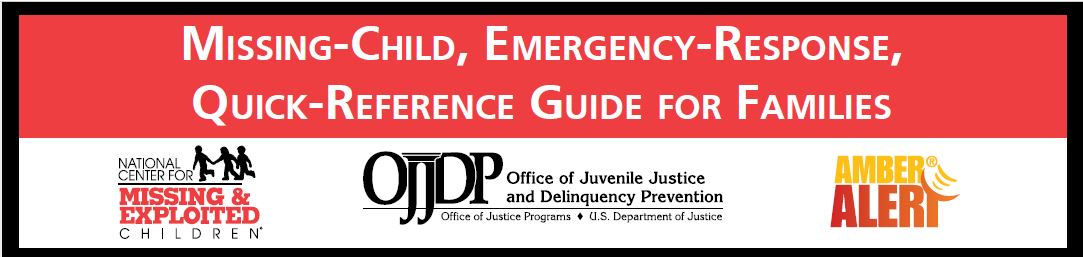 Missing-Child, Emergency-Response,
Quick-Reference Guide for Families
NATIONAL
CENTER FOR
MISSING &
EXPLOITED
CHILDREN®
OJJDP
Office of Juvenile Justice
and Delinquency Prevention
Office of Justice Programs ♦ U.S. Department of Justice
AMBER®
ALERT